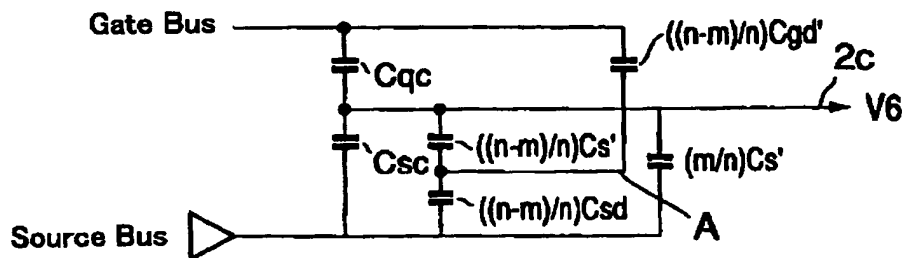 Gate Bus
((n-m)/n)Cgd'
Cqc
2c
V6
Csc
((n-m)/n)Cs'
(m/n)Cs'
((n-m)/n)Csd
A
Source Bus